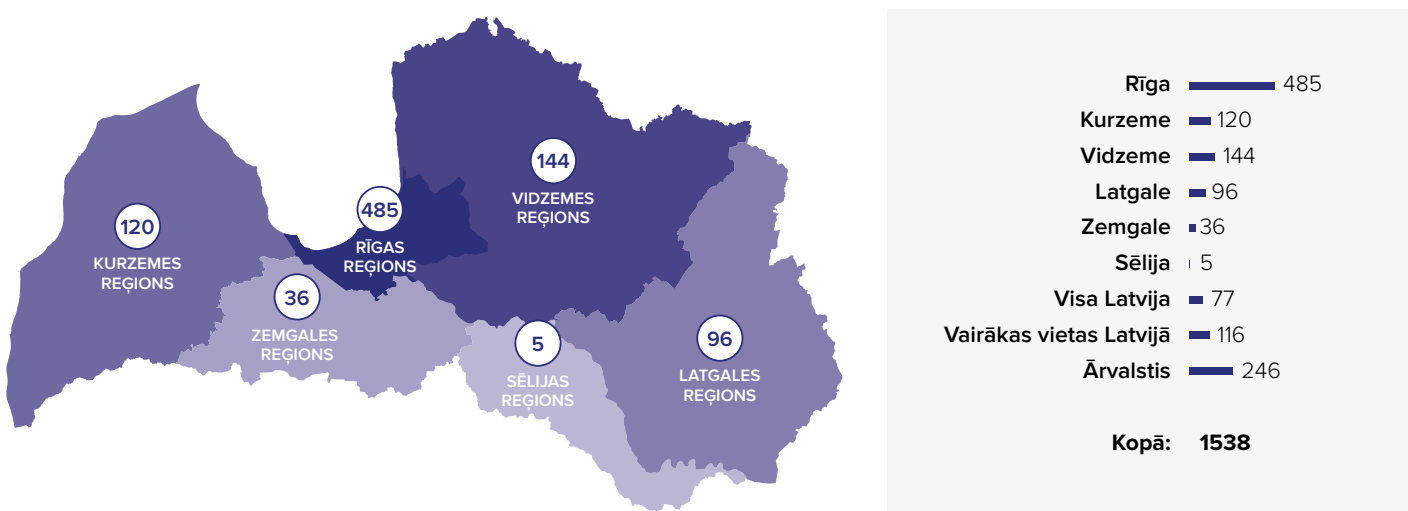 144
VIDZEMES
REĢIONS
485
RĪGAS
REĢIONS
120
KURZEMES
REĢIONS
36
ZEMGALES
REĢIONS
5
SĒLIJAS
REĢIONS
96
LATGALES
REĢIONS
Rīga 485
Kurzeme 120
Vidzeme 144
Latgale 96
Zemgale 36
Sēlija 5
Visa Latvija 77
Vairākas vietas Latvijā 116
Ārvalstis 246
Kopā: 1538